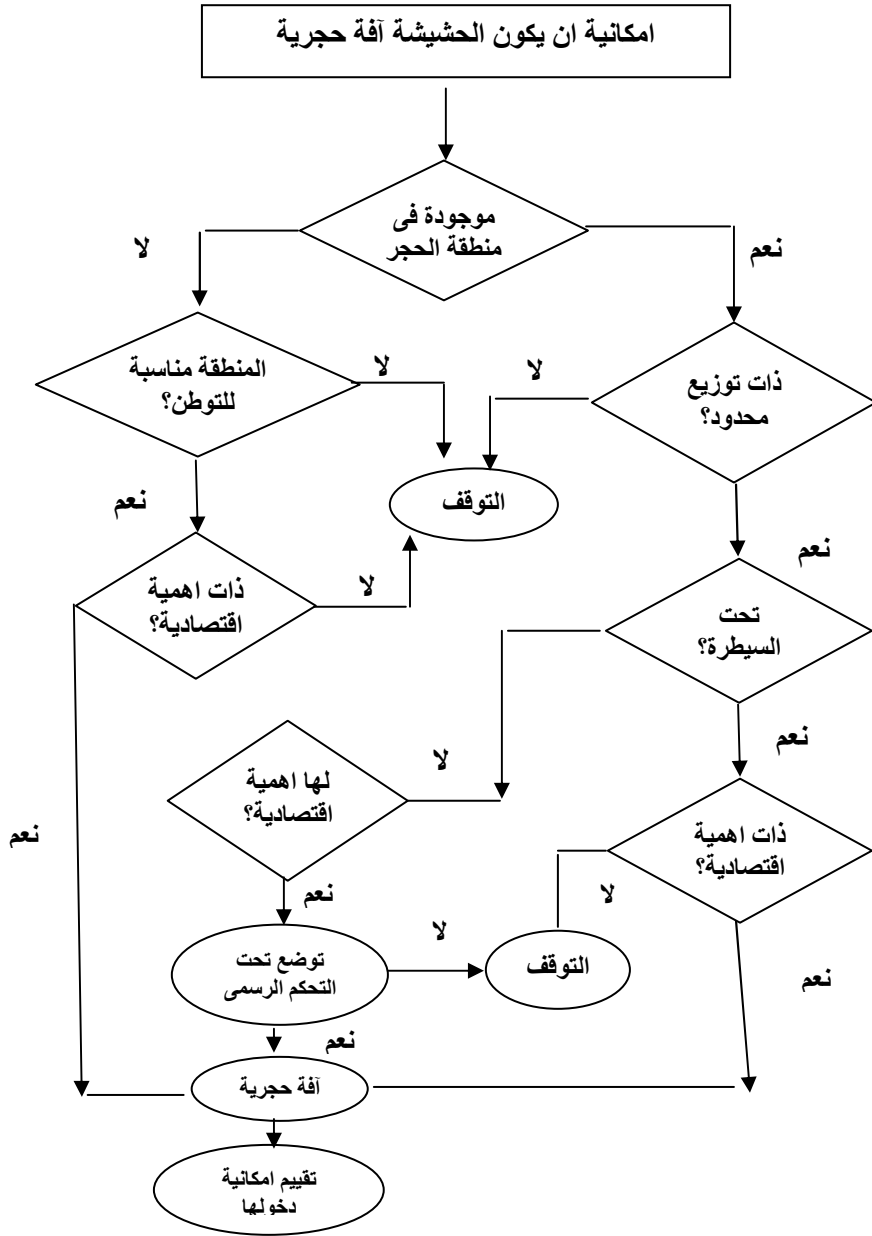 امكانية ان يكون الحشيشة آفة حجرية
موجودة فى
منطقة الحجر
لا
نعم
المنطقة مناسبة
للتوطن؟
لا
لا
ذات توزيع
محدود؟
نعم
التوقف
نعم
ذات اهمية
اقتصادية؟
لا
تحت
السيطرة؟
نعم
لها اهمية
اقتصادية؟
لا
ذات اهمية
اقتصادية؟
نعم
نعم
لا
توضع تحت
التحكم الرسمى
لا
التوقف
نعم
نعم
آفة حجرية
تقييم امكانية
دخولها